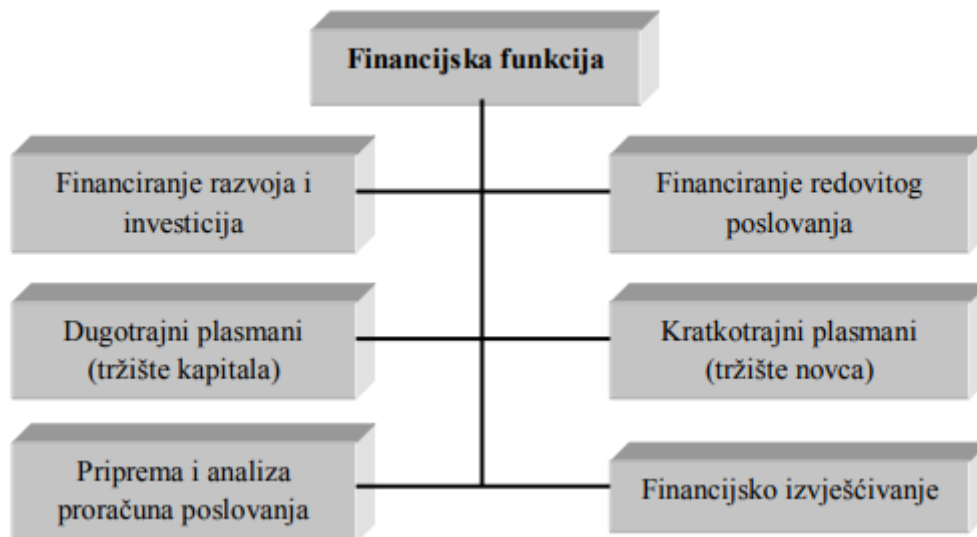 Financijska funkcija
Financiranje razvoja i
investicija
Financiranje redovitog
poslovanja
Dugotrajni plasmani
(tržište kapitala)
Kratkotrajni plasmani
(tržište novca)
Priprema i analiza
proračuna poslovanja
Financijsko izvješćivanje